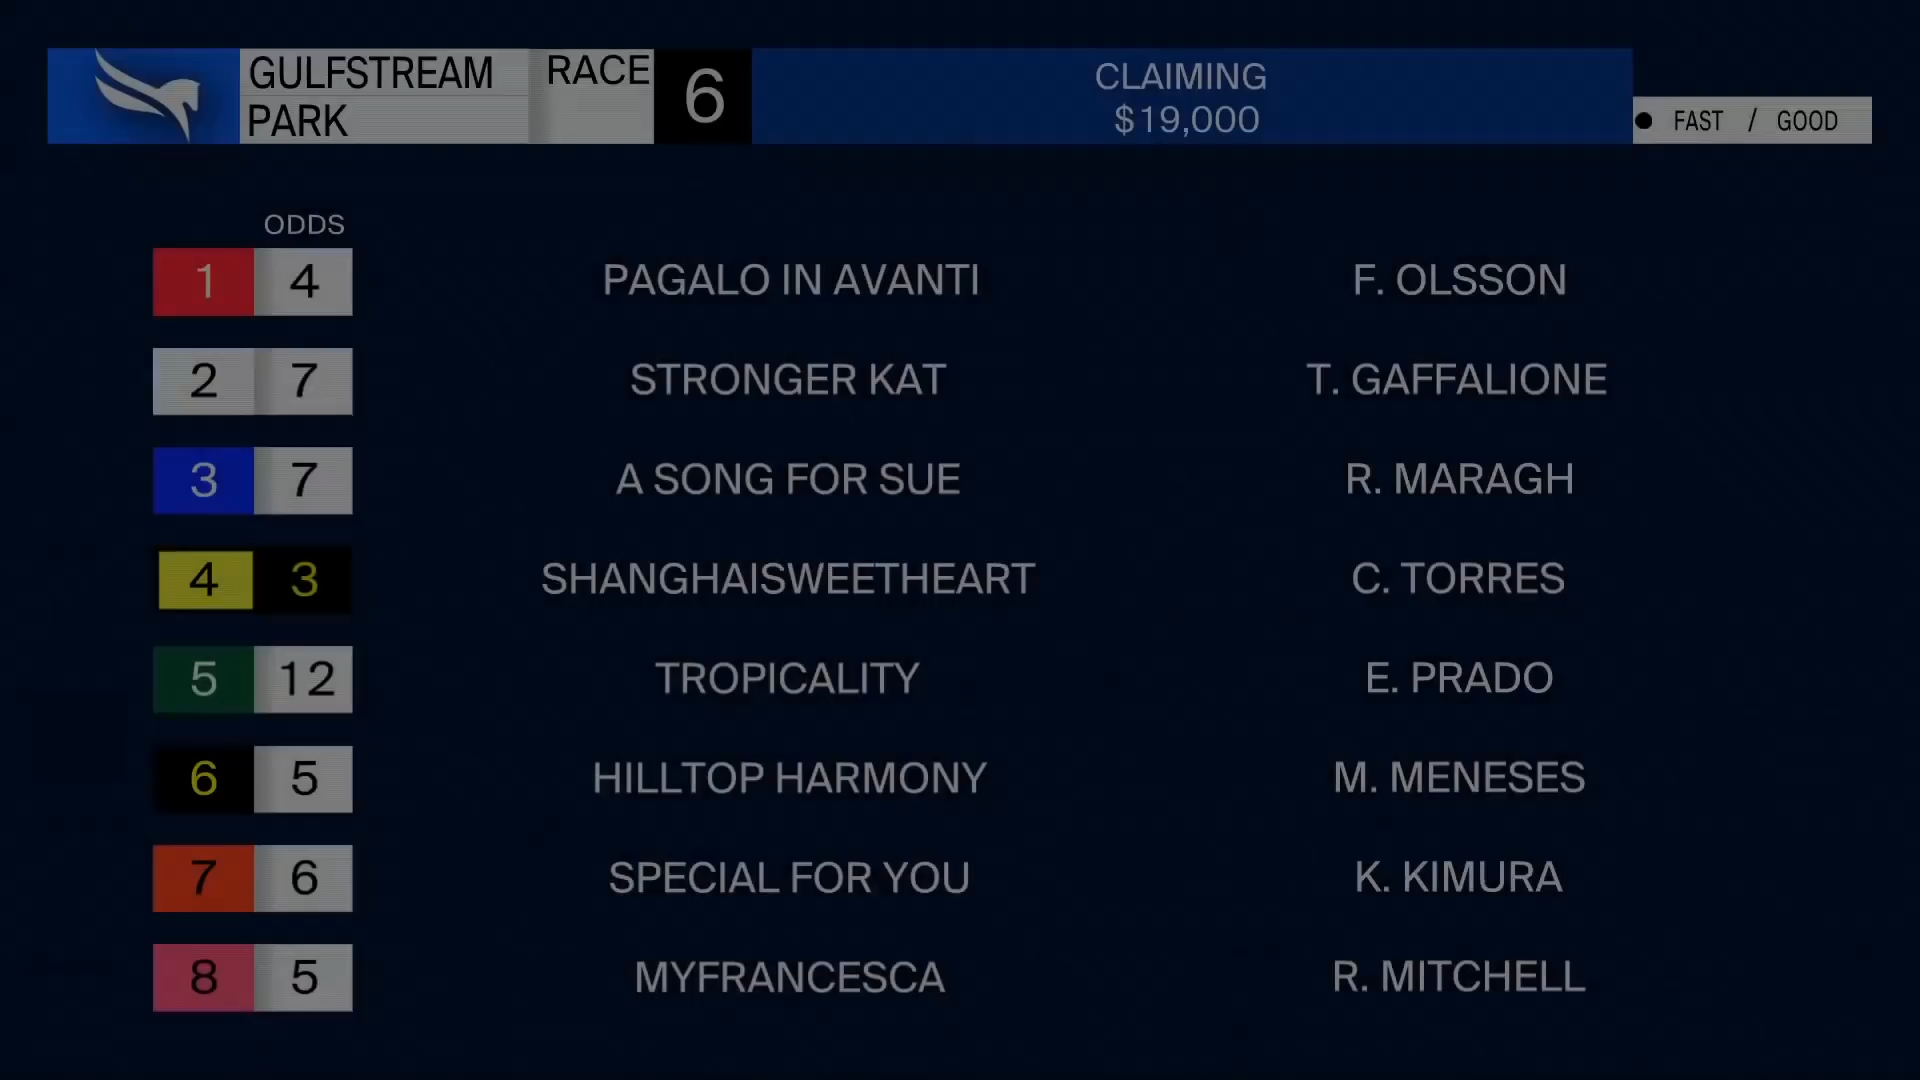 GULFSTREAM PARK RACE 6
CLAIMING
$19,000
FAST / GOOD
ODDS
1 4 PAGALO IN AVANTI F. OLSSON
2 7 STRONGER KAT T. GAFFALIONE
3 7 A SONG FOR SUE R. MARAGH
4 3 SHANGHAISWEETHEART C. TORRES
5 12 TROPICALITY E. PRADO
6 5 HILLTOP HARMONY M. MENESES
7 6 SPECIAL FOR YOU K. KIMURA
8 5 MYFRANCESCA R. MITCHELL